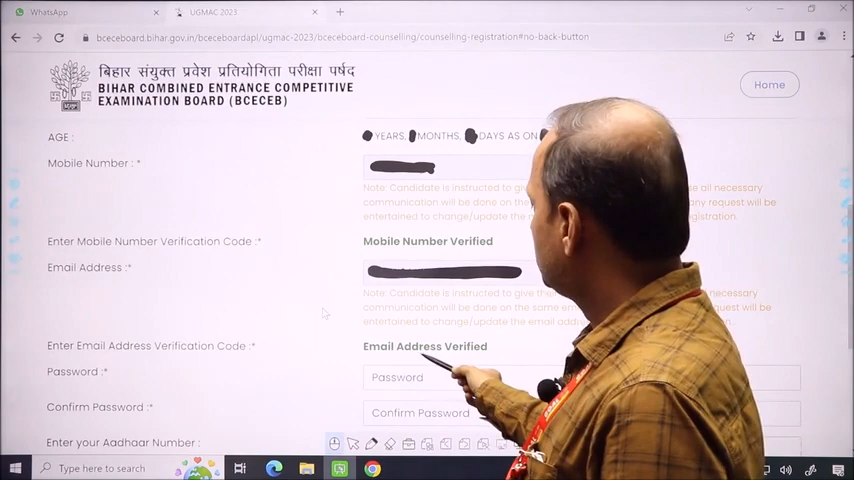 WhatsApp
UGMAC 2023
bceceboard.bihar.gov.in/bceceboardapl/ugmac-2023/bceceboard-counselling/counselling-registration#no-back-button
बिहार संयुक्त प्रवेश प्रतियोगिता परीक्षा पर्षद
BIHAR COMBINED ENTRANCE COMPETITIVE
EXAMINATION BOARD (BCECEB)
Home
AGE :
YEARS, MONTHS, DAYS AS ON
Mobile Number : *
Note: Candidate is instructed to give all necessary
communication will be done on the any request will be
entertained to change/update the registration.
Enter Mobile Number Verification Code :*
Mobile Number Verified
Email Address :*
Note: Candidate is instructed to give necessary
communication will be done on the same request will be
entertained to change/update the email
Enter Email Address Verification Code :*
Email Address Verified
Password :*
Password
Confirm Password :*
Confirm Password
Enter your Aadhaar Number :
Type here to search